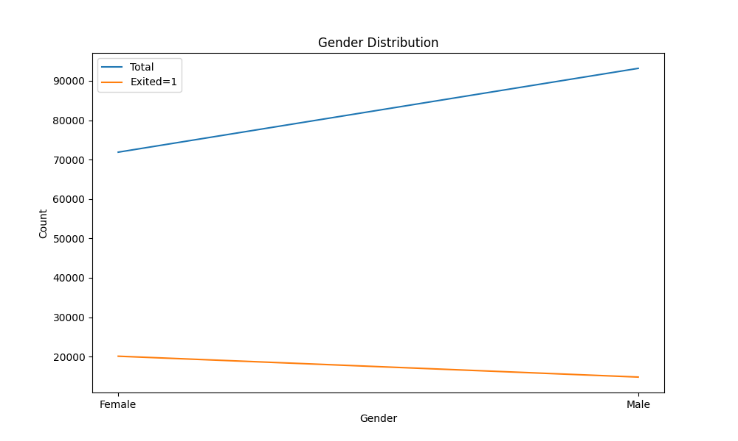 Gender Distribution
Total
Exited=1
90000
80000
70000
60000
50000
40000
30000
20000
Count
Female
Male
Gender